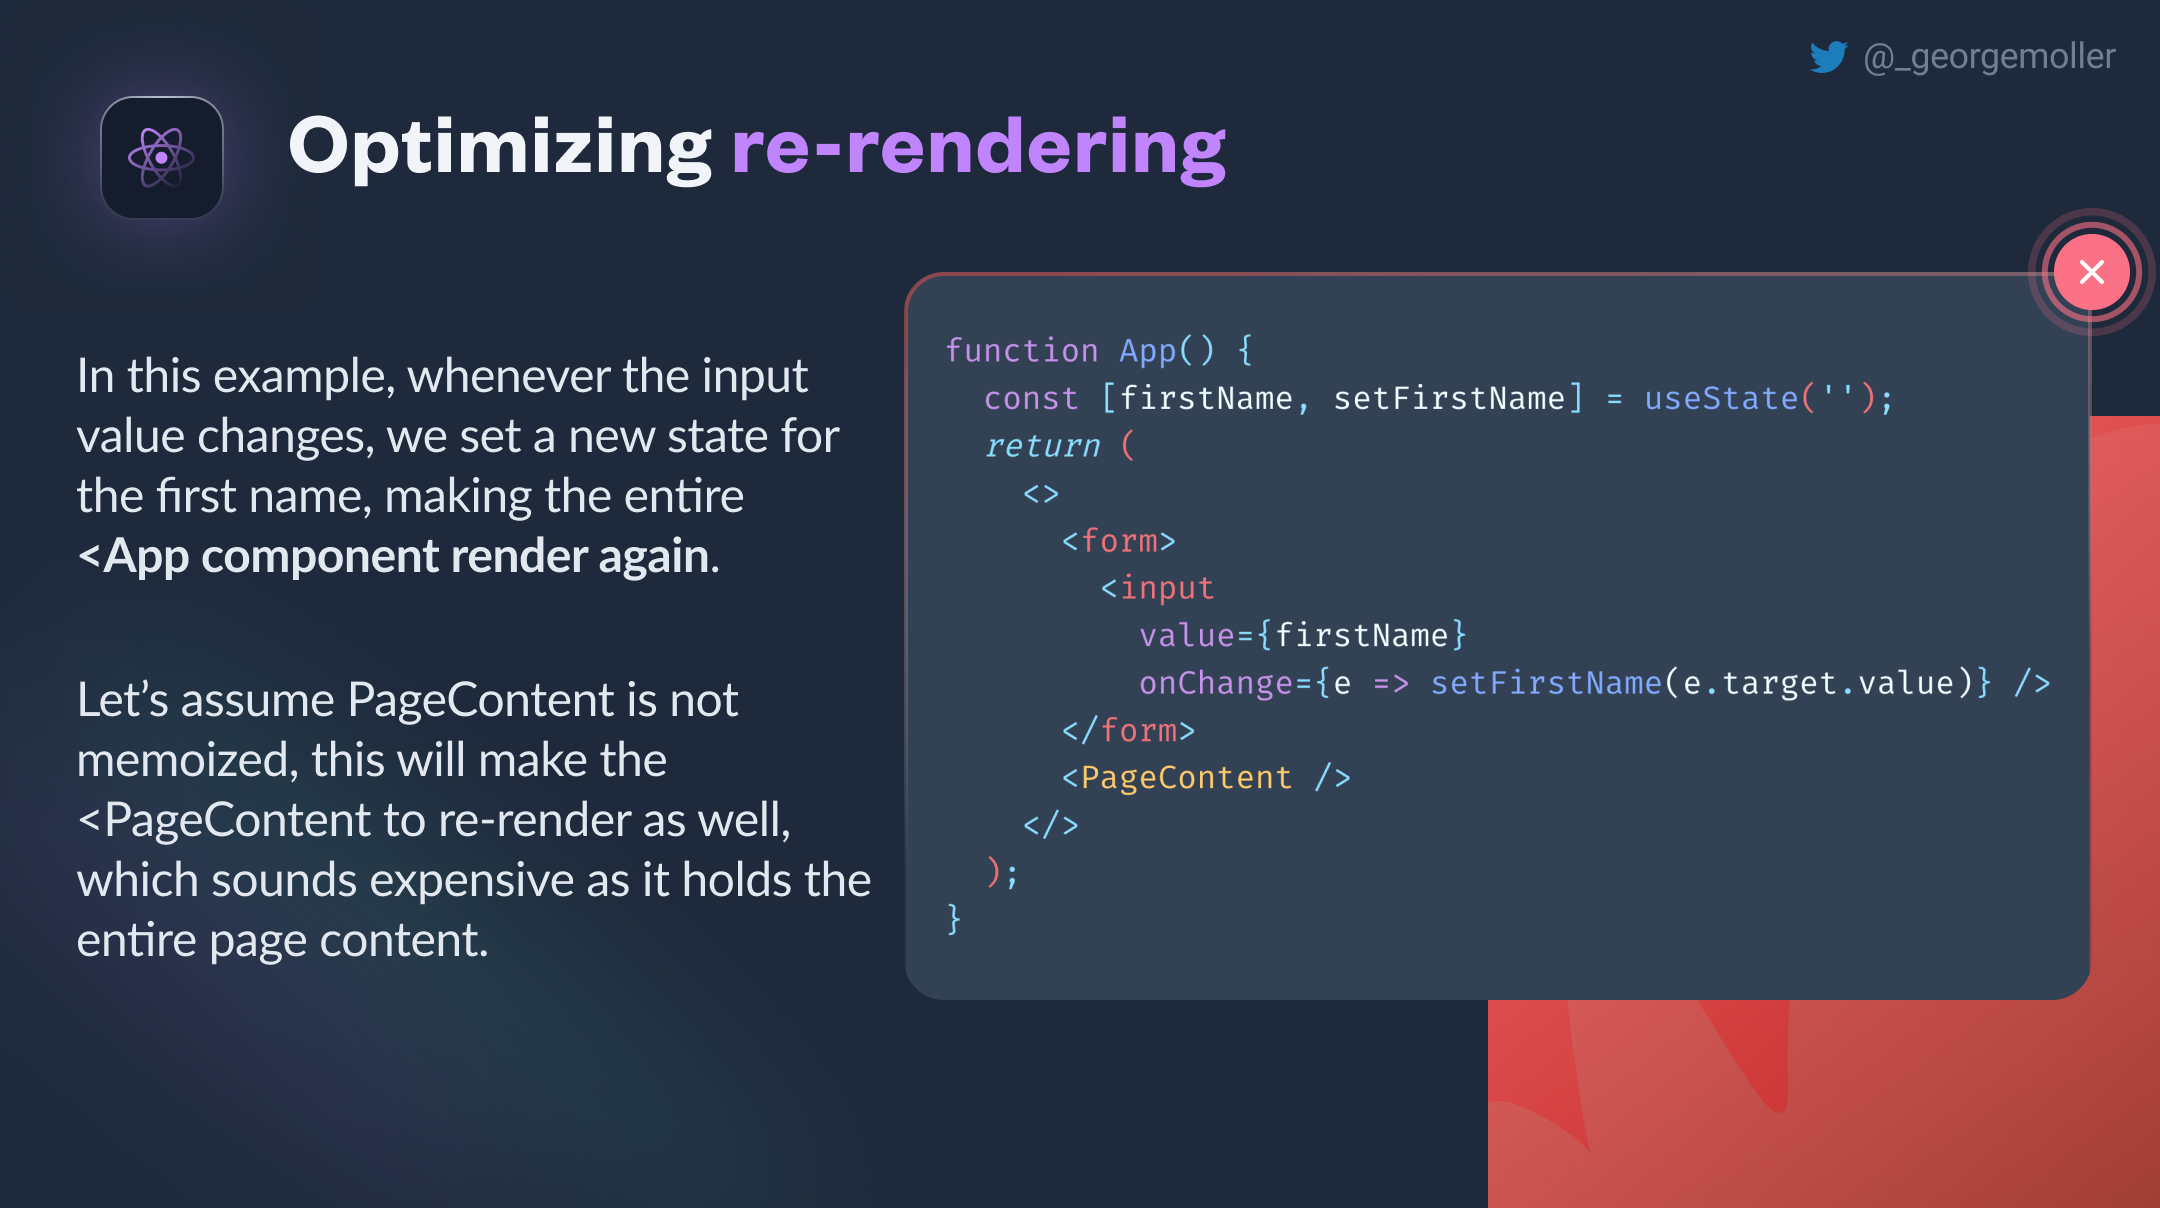 @_georgemoller
Optimizing re-rendering
In this example, whenever the input
value changes, we set a new state for
the first name, making the entire
<App component render again.
Let’s assume PageContent is not
memoized, this will make the
<PageContent to re-render as well,
which sounds expensive as it holds the
entire page content.
function App() {
  const [firstName, setFirstName] = useState('');
  return (
    <>
      <form>
        <input
          value={firstName}
          onChange={e => setFirstName(e.target.value)} />
      </form>
      <PageContent />
    </>
  );
}